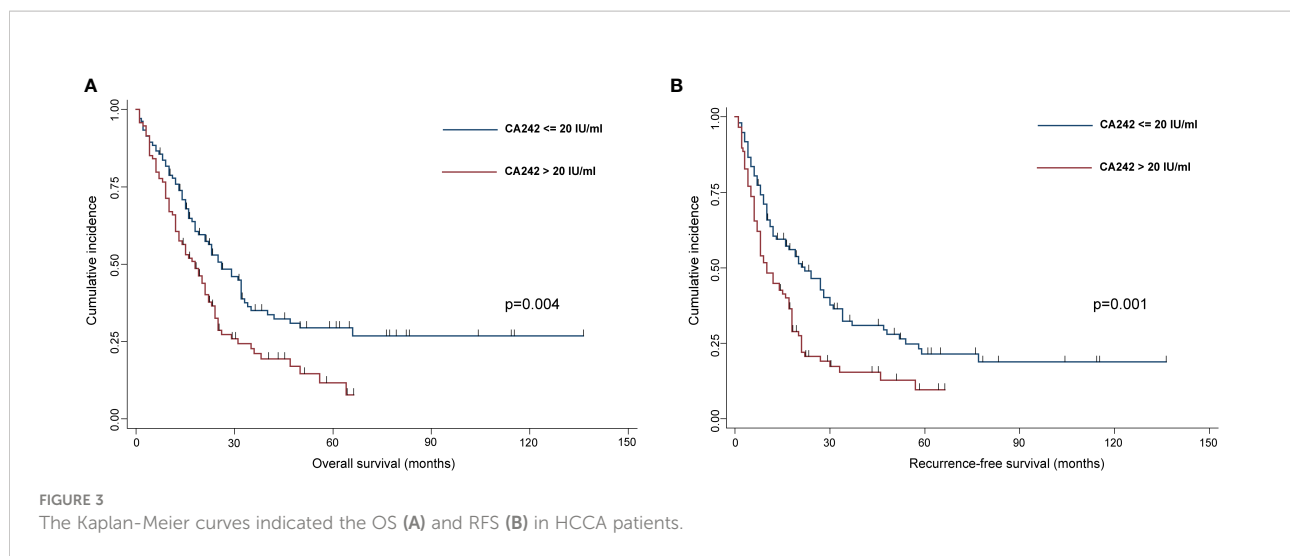 A
1.00
0.75
0.50
0.25
0.00
Cumulative incidence
CA242 <= 20 IU/ml
CA242 > 20 IU/ml
p=0.004
0 30 60 90 120 150
Overall survival (months)
B
1.00
0.75
0.50
0.25
0.00
Cumulative incidence
CA242 <= 20 IU/ml
CA242 > 20 IU/ml
p=0.001
0 30 60 90 120 150
Recurrence-free survival (months)
FIGURE 3
The Kaplan-Meier curves indicated the OS (A) and RFS (B) in HCCA patients.